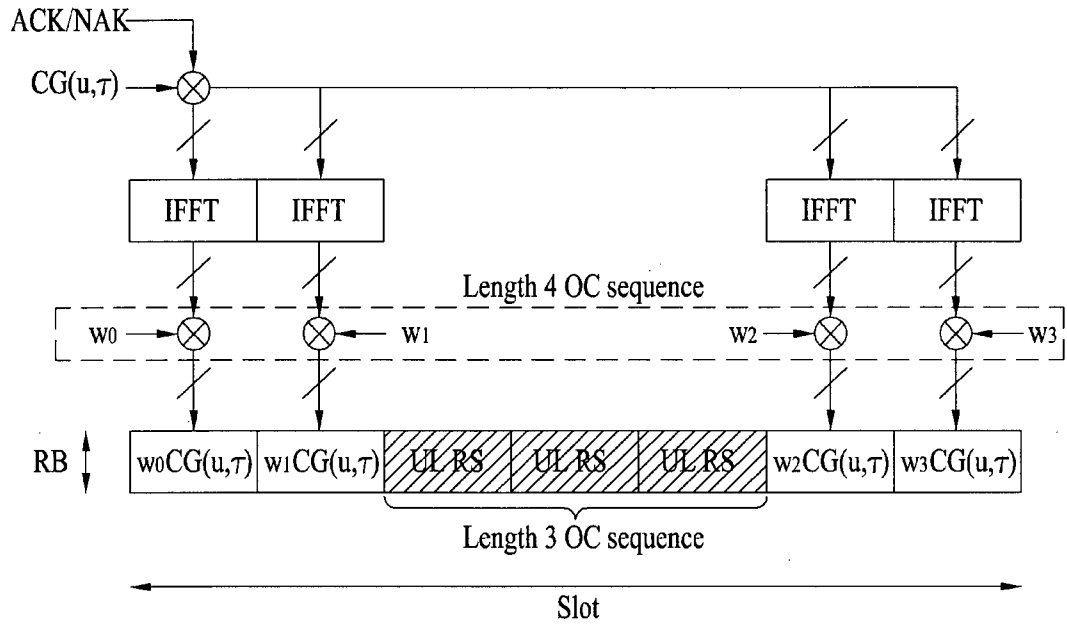 ACK/NAK
CG(u,τ)
IFFT IFFT IFFT IFFT
Length 4 OC sequence
w0 w1 w2 w3
RB w0CG(u,τ) w1CG(u,τ) UL RS UL RS UL RS w2CG(u,τ) w3CG(u,τ)
Length 3 OC sequence
Slot